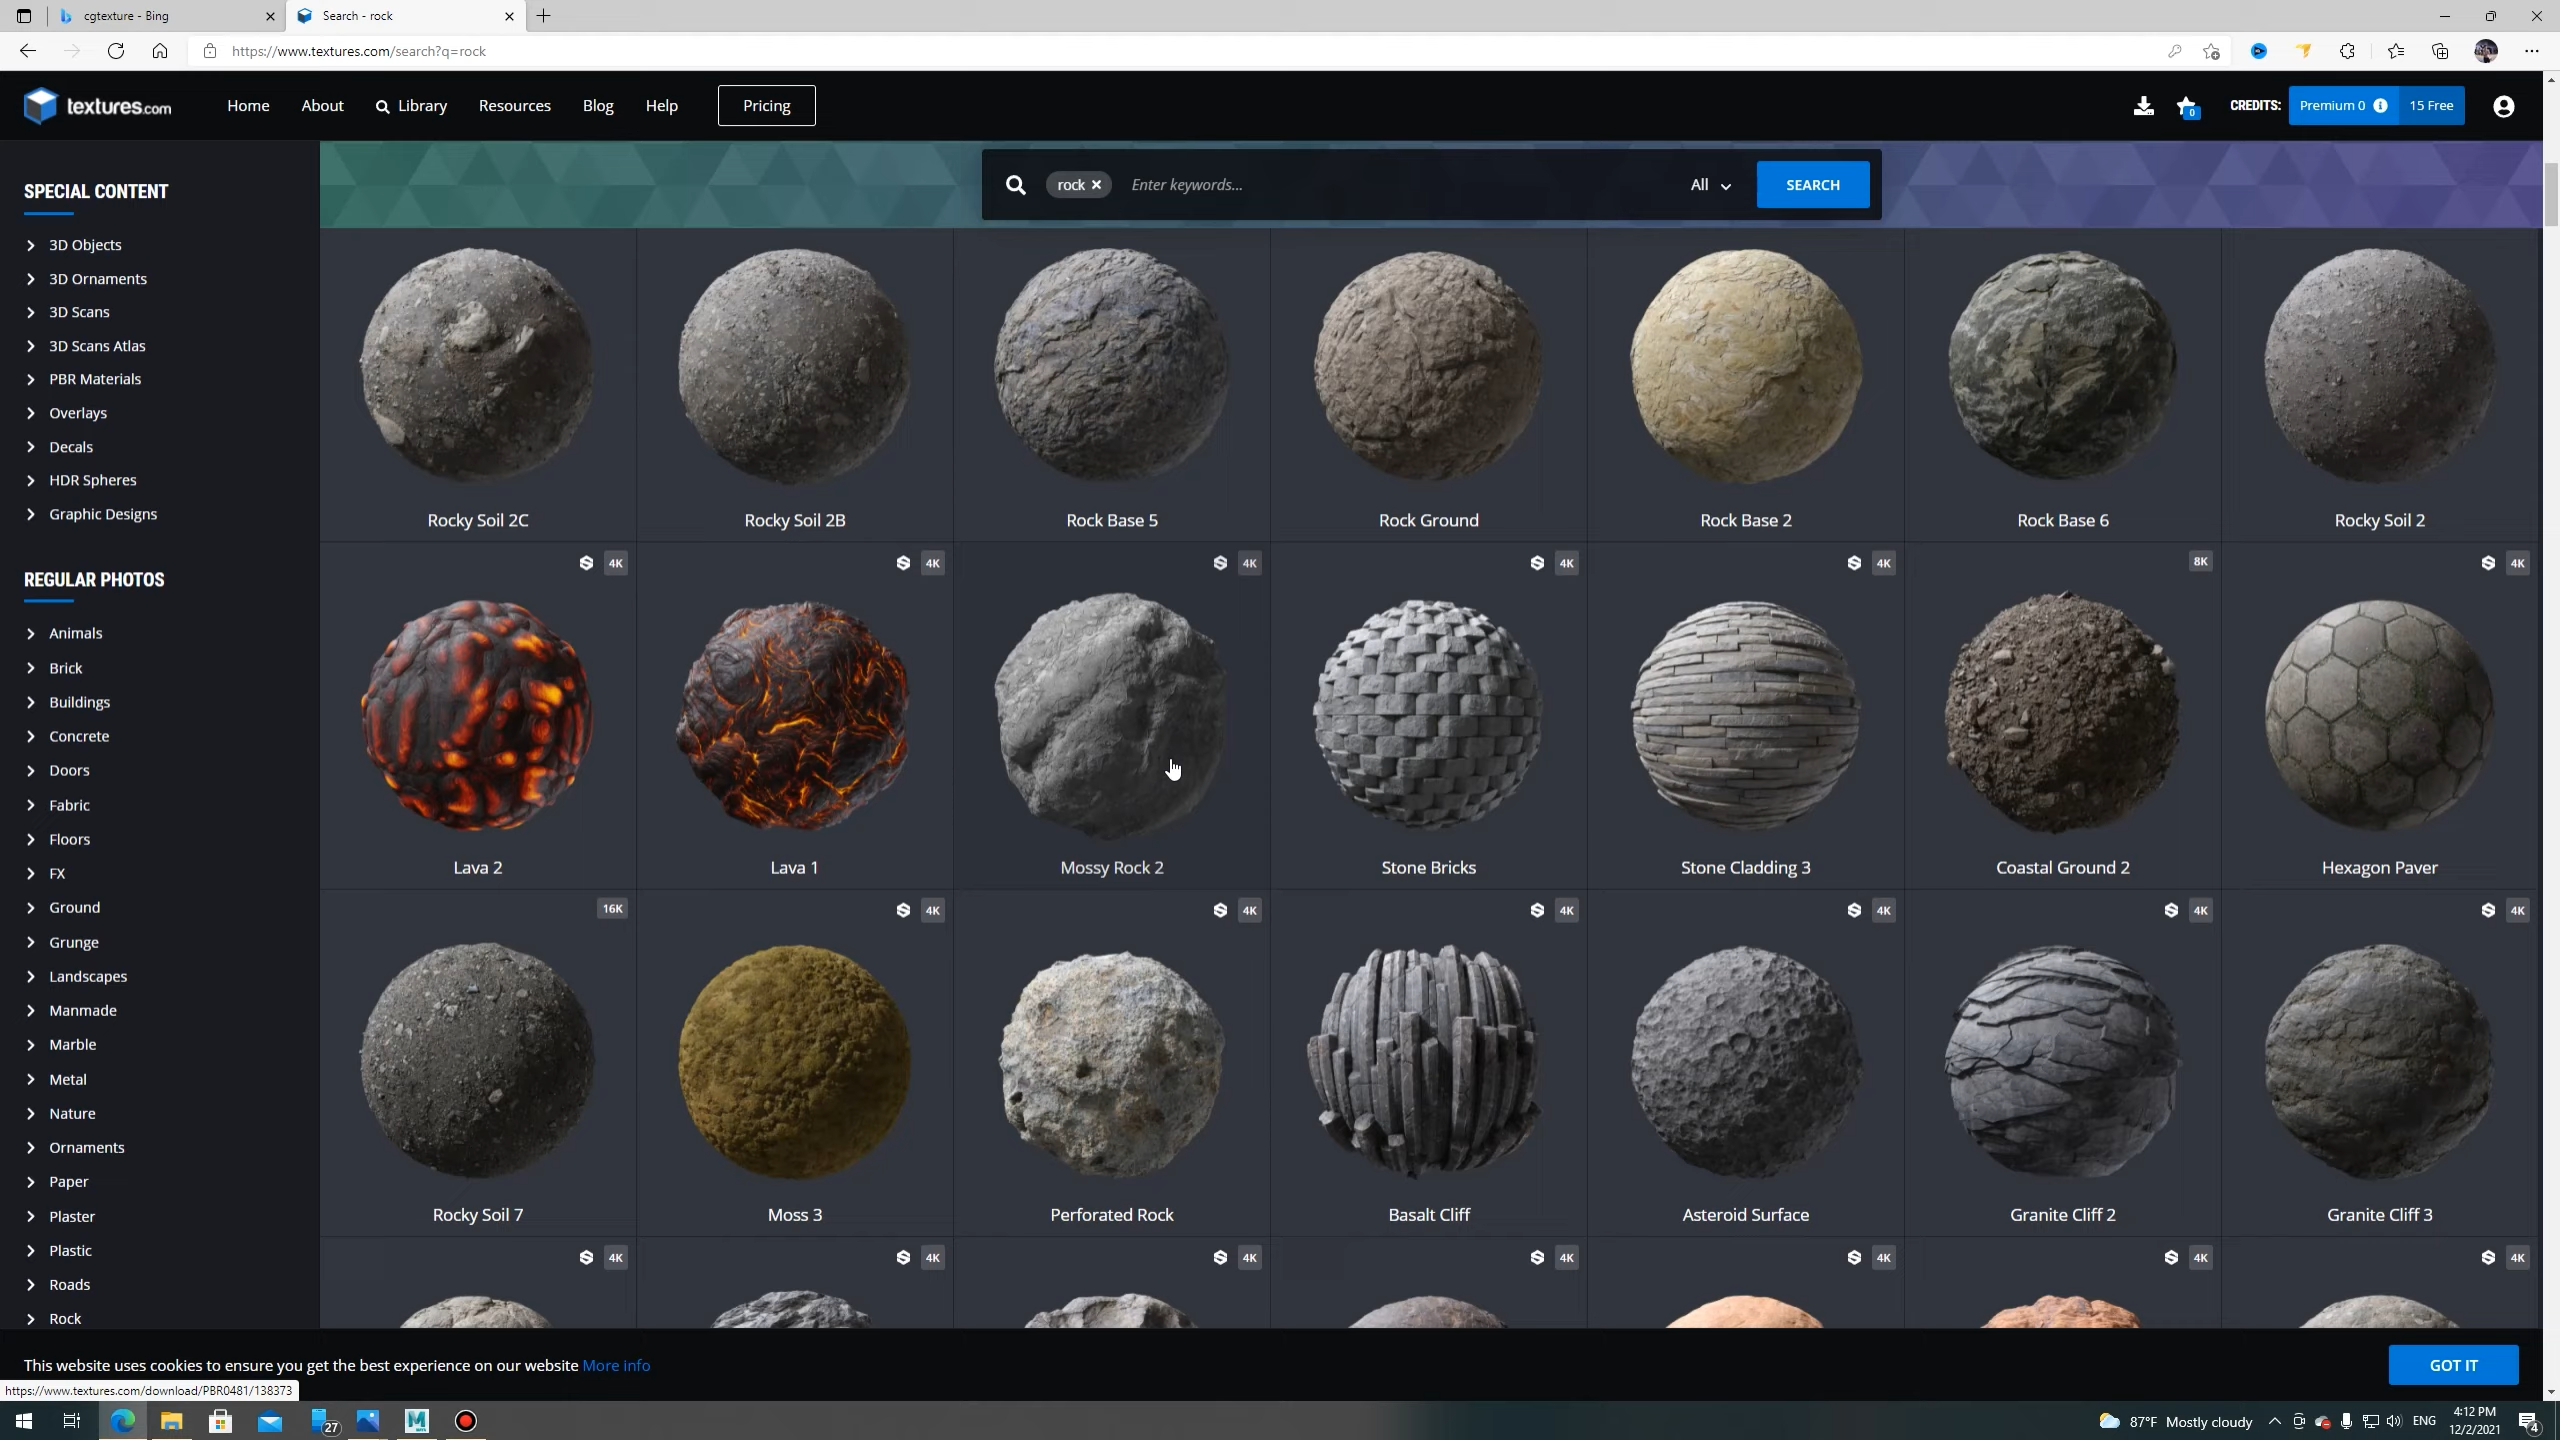 cgtexture - Bing
Search - rock
https://www.textures.com/search?q=rock
textures.com
Home
About
Library
Resources
Blog
Help
Pricing
0
CREDITS:
Premium 0
15 Free
SPECIAL CONTENT
3D Objects
3D Ornaments
3D Scans
3D Scans Atlas
PBR Materials
Overlays
Decals
HDR Spheres
Graphic Designs
REGULAR PHOTOS
Animals
Brick
Buildings
Concrete
Doors
Fabric
Floors
FX
Ground
Grunge
Landscapes
Manmade
Marble
Metal
Nature
Ornaments
Paper
Plaster
Plastic
Roads
Rock
rock
Enter keywords...
All
SEARCH
Rocky Soil 2C
Rocky Soil 2B
Rock Base 5
Rock Ground
Rock Base 2
Rock Base 6
Rocky Soil 2
4K
4K
4K
4K
4K
8K
4K
Lava 2
Lava 1
Mossy Rock 2
Stone Bricks
Stone Cladding 3
Coastal Ground 2
Hexagon Paver
16K
4K
4K
4K
4K
4K
4K
Rocky Soil 7
Moss 3
Perforated Rock
Basalt Cliff
Asteroid Surface
Granite Cliff 2
Granite Cliff 3
4K
4K
4K
4K
4K
4K
4K
This website uses cookies to ensure you get the best experience on our website More info
GOT IT
https://www.textures.com/download/PBR0481/138373
27
87°F Mostly cloudy
ENG
4:12 PM
12/2/2021
4